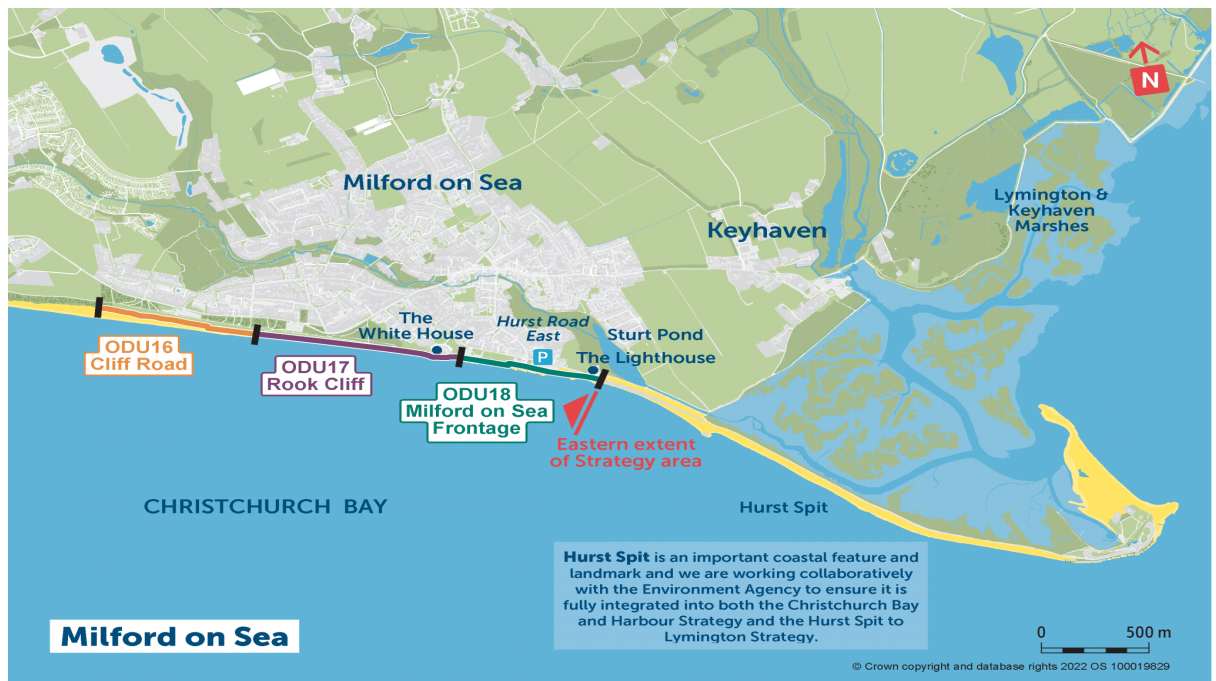 N
Milford on Sea
Lymington &
Keyhaven
Marshes
Keyhaven
The
White House
Hurst Road
East
P
Sturt Pond
The Lighthouse
ODU16
Cliff Road
ODU17
Rook Cliff
ODU18
Milford on Sea
Frontage
Eastern extent
of Strategy area
CHRISTCHURCH BAY
Hurst Spit
Hurst Spit is an important coastal feature and
landmark and we are working collaboratively
with the Environment Agency to ensure it is
fully integrated into both the Christchurch Bay
and Harbour Strategy and the Hurst Spit to
Lymington Strategy.
Milford on Sea
0 500 m
© Crown copyright and database rights 2022 OS 100019829